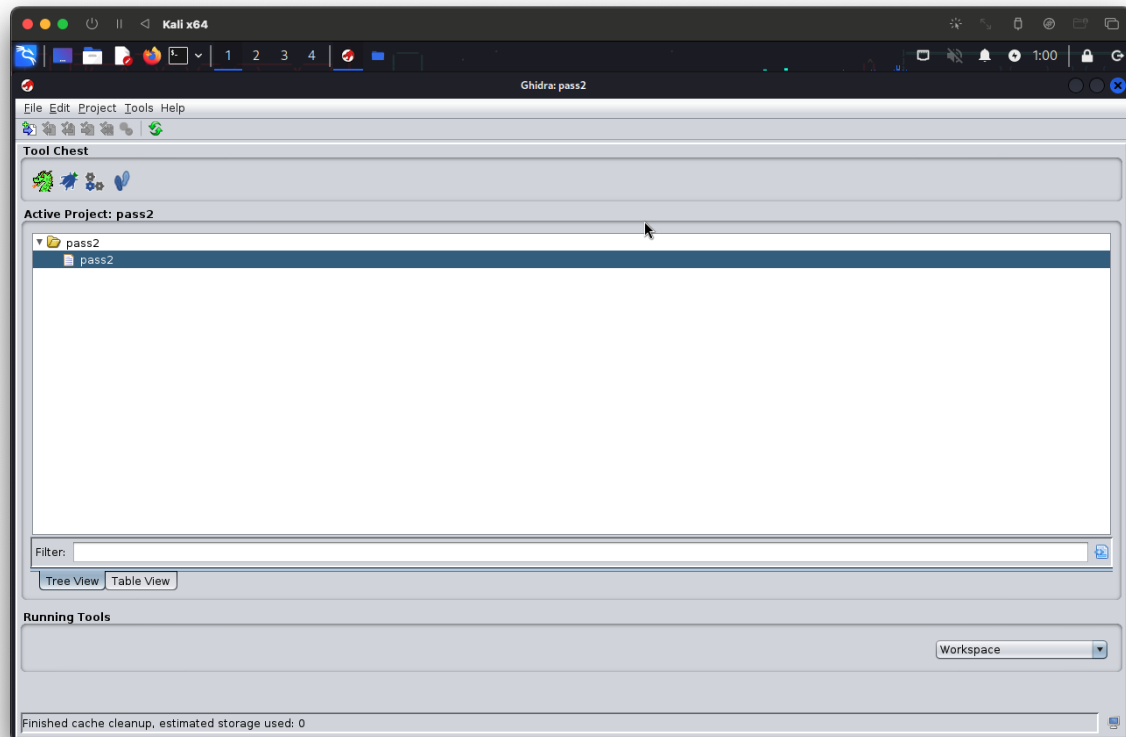 Kali x64
1 2 3 4 1:00
Ghidra: pass2
File Edit Project Tools Help
Tool Chest
Active Project: pass2
pass2
pass2
Filter:
Tree View Table View
Running Tools
Workspace
Finished cache cleanup, estimated storage used: 0